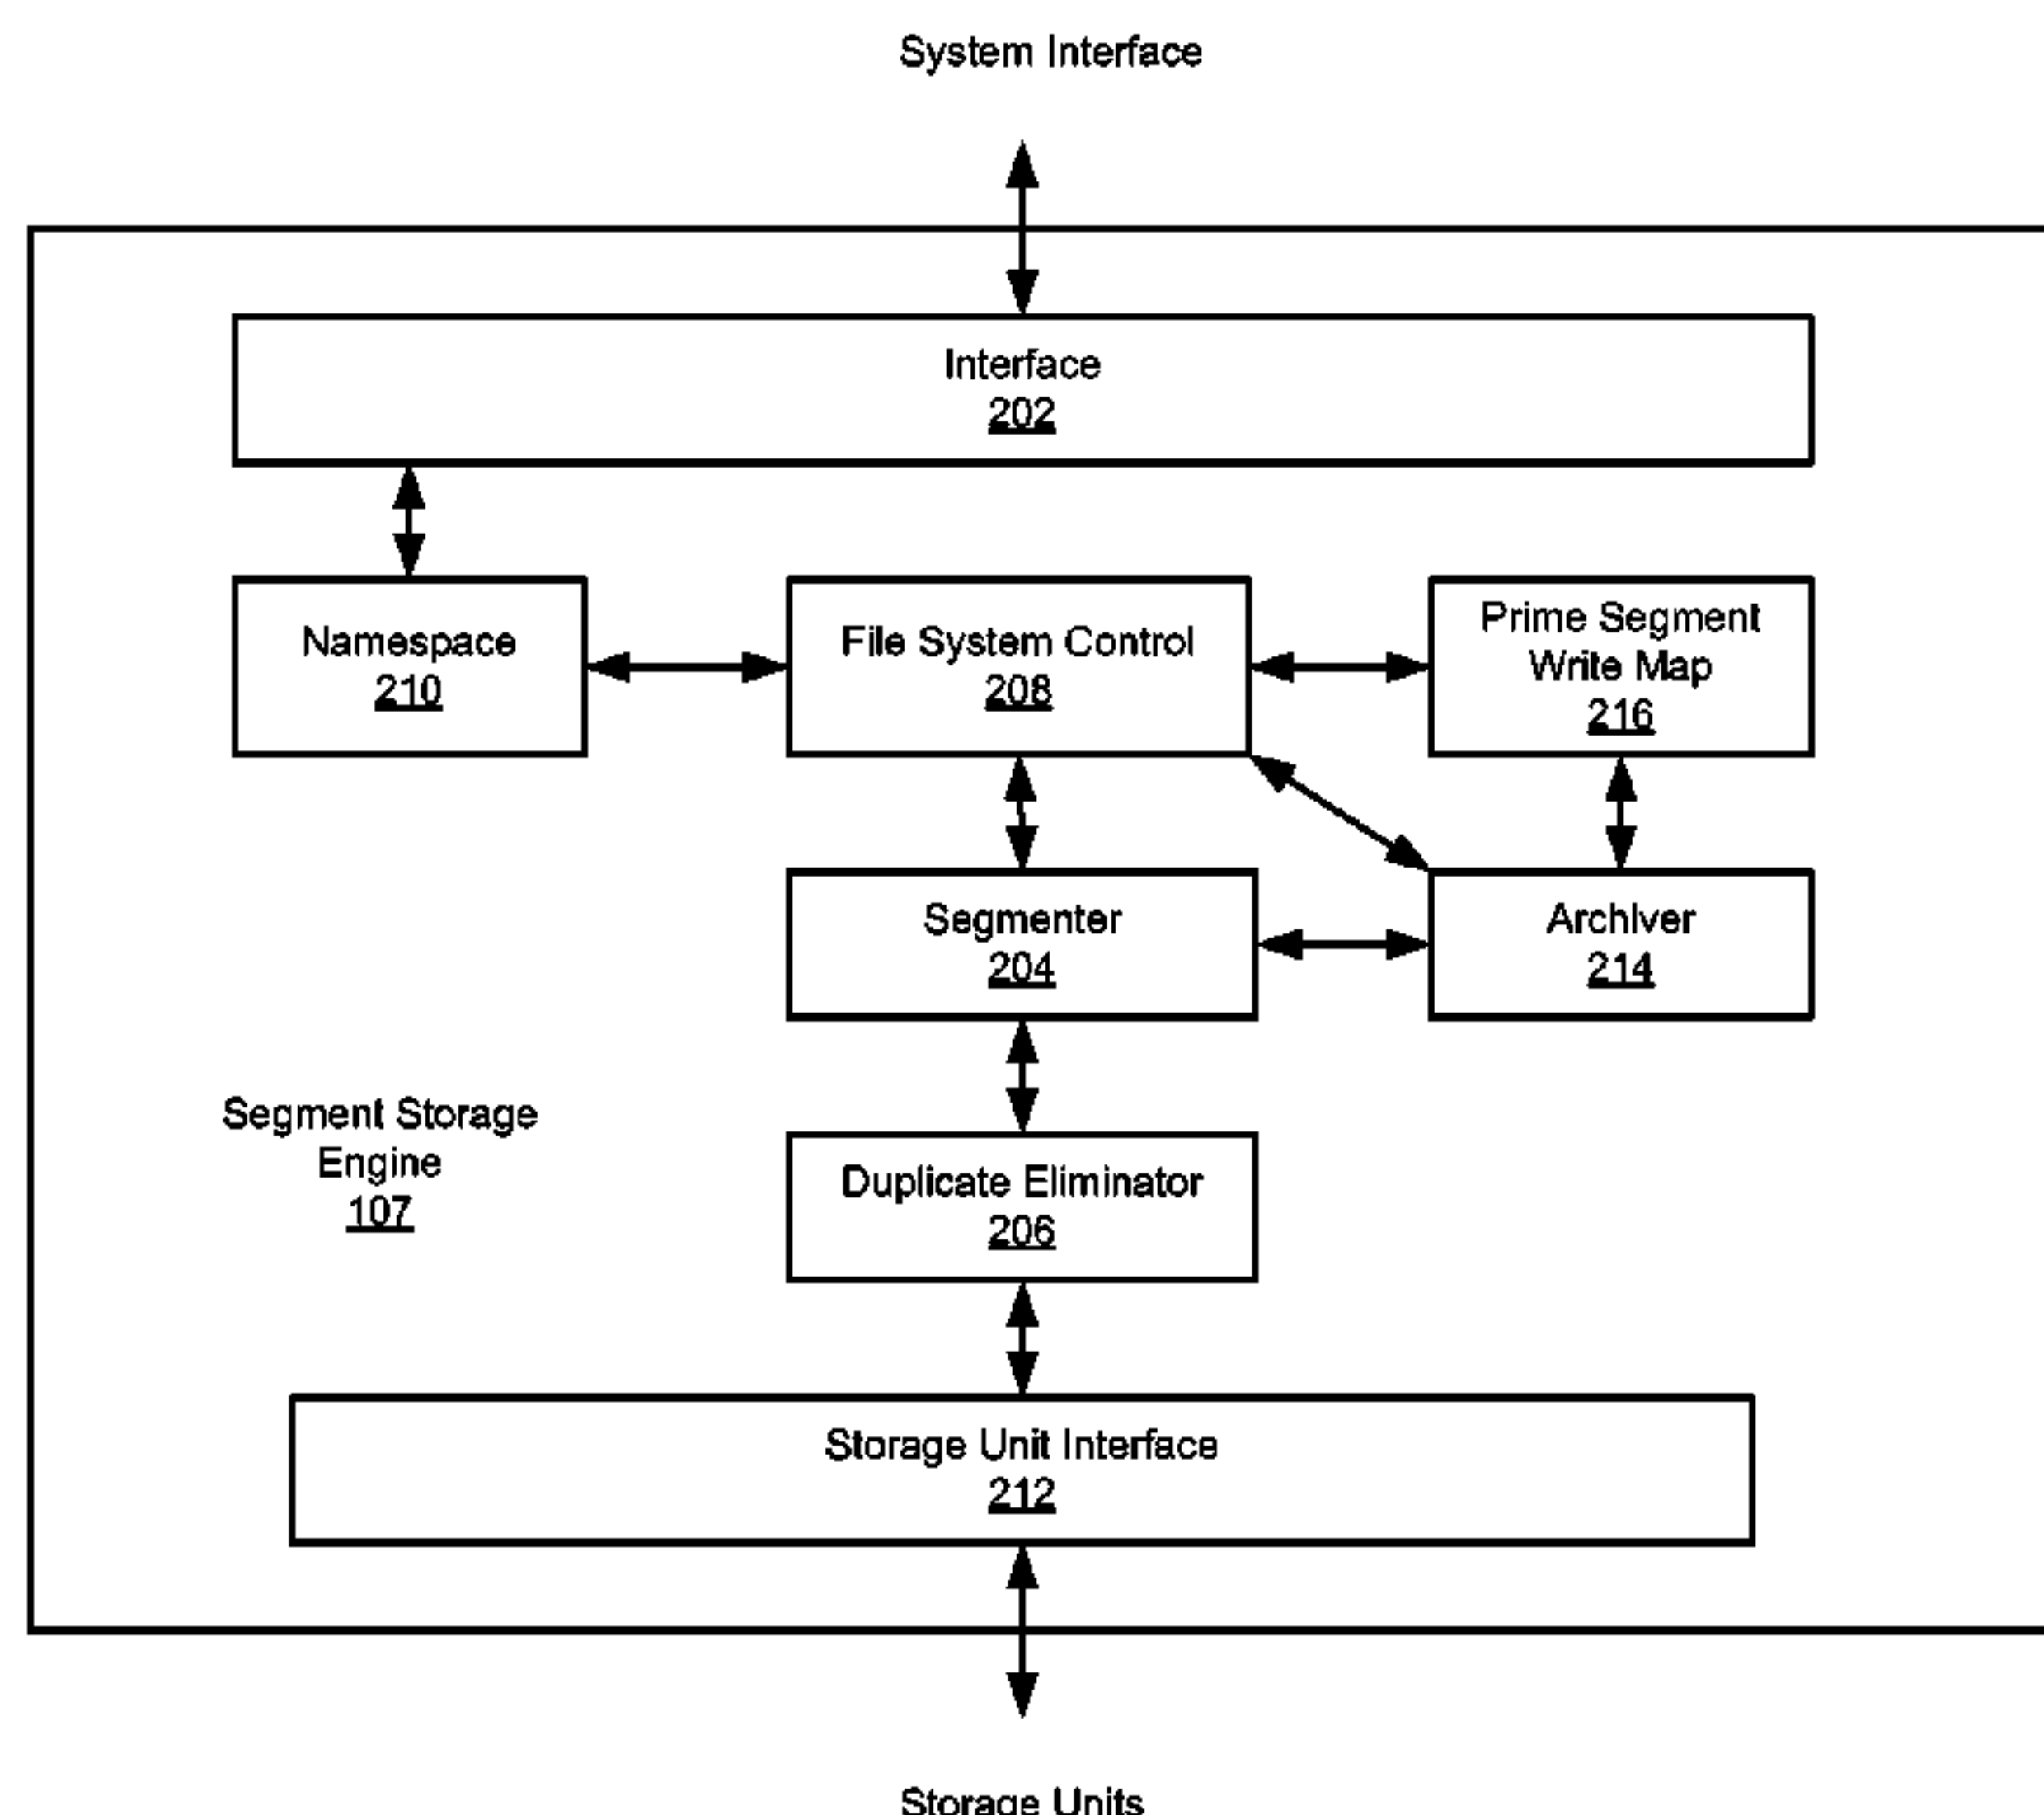 System Interface
Interface
202
Namespace
210
File System Control
208
Prime Segment
Write Map
216
Segmenter
204
Archiver
214
Segment Storage
Engine
107
Duplicate Eliminator
206
Storage Unit Interface
212
Storage Units